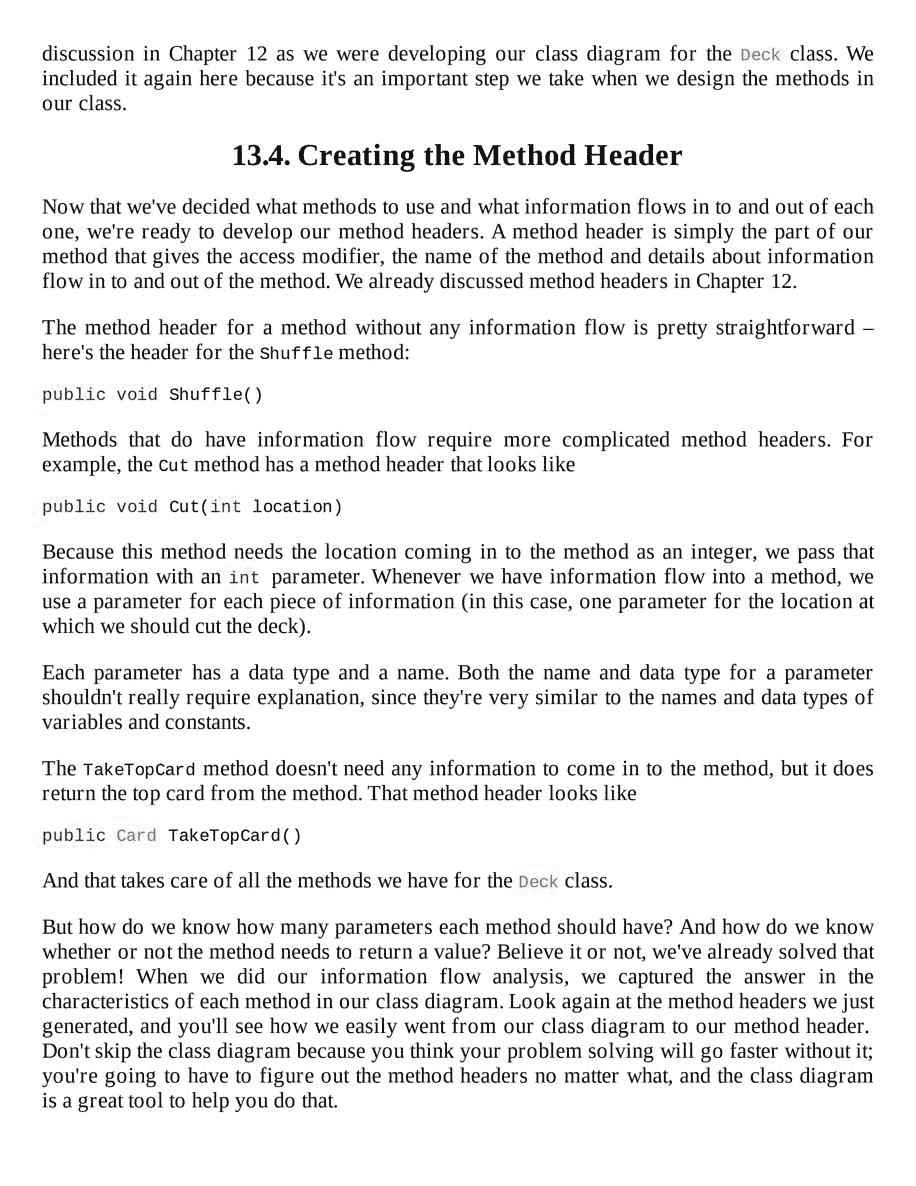 discussion in Chapter 12 as we were developing our class diagram for the Deck class. We
included it again here because it's an important step we take when we design the methods in
our class.
13.4. Creating the Method Header
Now that we've decided what methods to use and what information flows in to and out of each
one, we're ready to develop our method headers. A method header is simply the part of our
method that gives the access modifier, the name of the method and details about information
flow in to and out of the method. We already discussed method headers in Chapter 12.
The method header for a method without any information flow is pretty straightforward –
here's the header for the Shuffle method:
public void Shuffle()
Methods that do have information flow require more complicated method headers. For
example, the Cut method has a method header that looks like
public void Cut(int location)
Because this method needs the location coming in to the method as an integer, we pass that
information with an int parameter. Whenever we have information flow into a method, we
use a parameter for each piece of information (in this case, one parameter for the location at
which we should cut the deck).
Each parameter has a data type and a name. Both the name and data type for a parameter
shouldn't really require explanation, since they're very similar to the names and data types of
variables and constants.
The TakeTopCard method doesn't need any information to come in to the method, but it does
return the top card from the method. That method header looks like
public Card TakeTopCard()
And that takes care of all the methods we have for the Deck class.
But how do we know how many parameters each method should have? And how do we know
whether or not the method needs to return a value? Believe it or not, we've already solved that
problem! When we did our information flow analysis, we captured the answer in the
characteristics of each method in our class diagram. Look again at the method headers we just
generated, and you'll see how we easily went from our class diagram to our method header.
Don't skip the class diagram because you think your problem solving will go faster without it;
you're going to have to figure out the method headers no matter what, and the class diagram
is a great tool to help you do that.